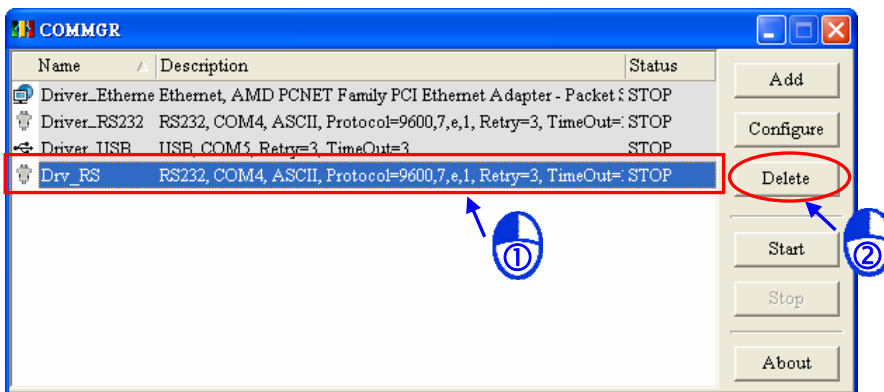 COMMGR
Name Description Status
Driver_Etherne Ethernet, AMD PCNET Family PCI Ethernet Adapter - Packet STOP
Driver_RS232 RS232, COM4, ASCII, Protocol=9600,7,e,1, Retry=3, TimeOut= STOP
Driver_USB USB, COM5, Retry=3, TimeOut=3 STOP
Drv_RS RS232, COM4, ASCII, Protocol=9600,7,e,1, Retry=3, TimeOut= STOP
Add
Configure
Delete
Start
Stop
About
①
②